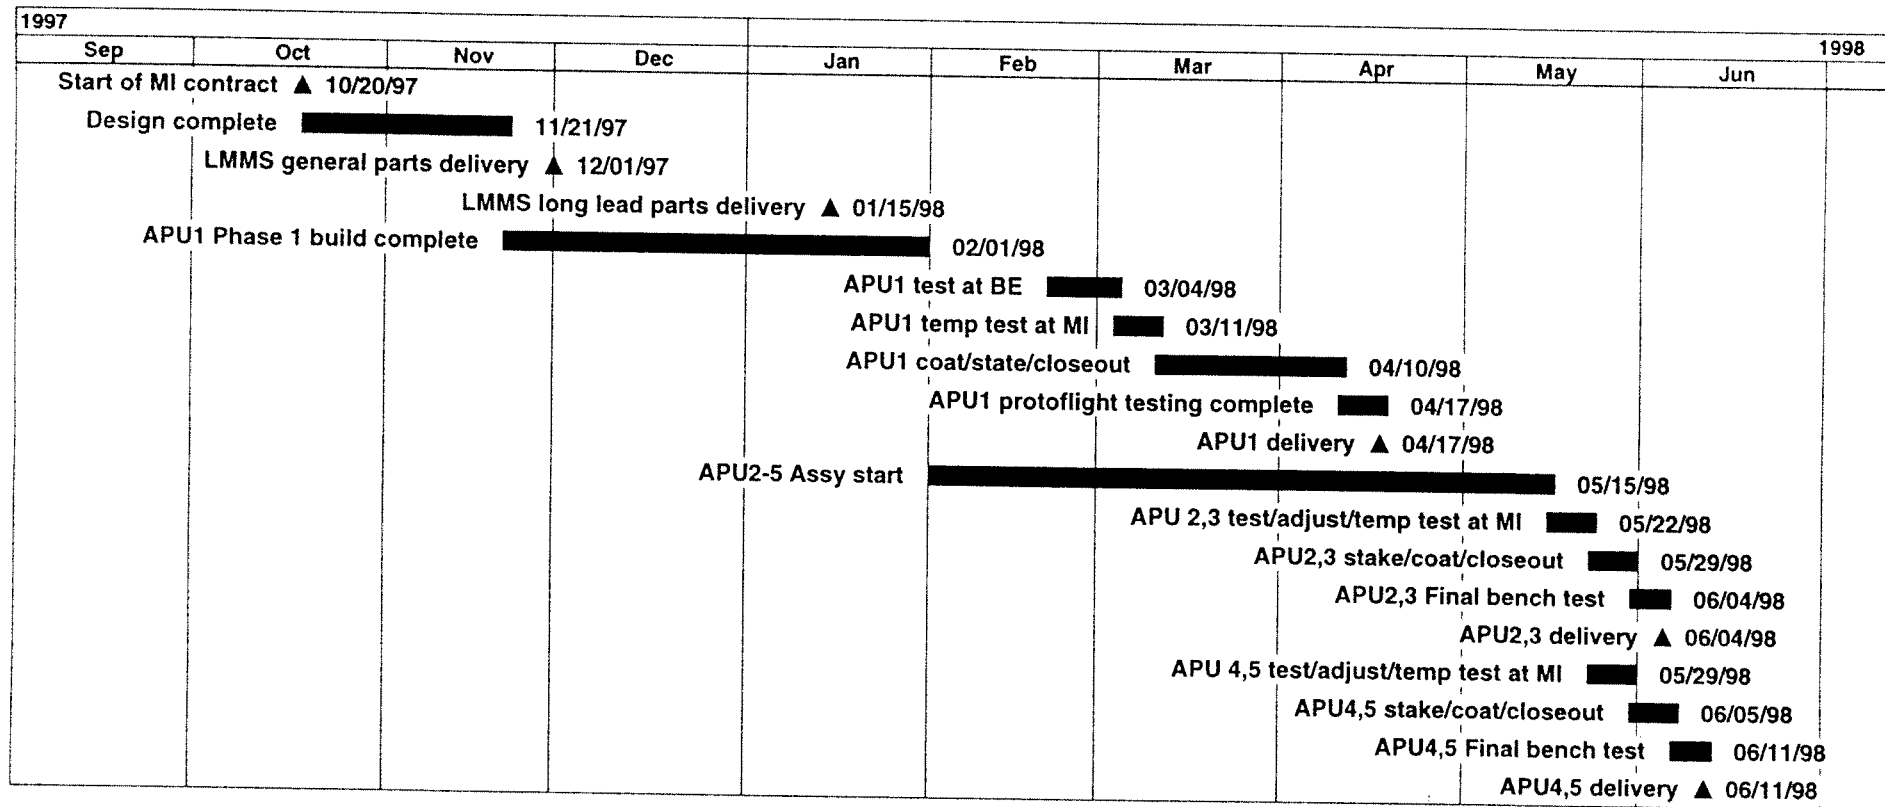 1997
1998
Sep Oct Nov Dec Jan Feb Mar Apr May Jun
Start of MI contract 10/20/97
Design complete 11/21/97
LMMS general parts delivery 12/01/97
LMMS long lead parts delivery 01/15/98
APU1 Phase 1 build complete 02/01/98
APU1 test at BE 03/04/98
APU1 temp test at MI 03/11/98
APU1 coat/state/closeout 04/10/98
APU1 protoflight testing complete 04/17/98
APU1 delivery 04/17/98
APU2-5 Assy start 05/15/98
APU 2,3 test/adjust/temp test at MI 05/22/98
APU2,3 stake/coat/closeout 05/29/98
APU2,3 Final bench test 06/04/98
APU2,3 delivery 06/04/98
APU 4,5 test/adjust/temp test at MI 05/29/98
APU4,5 stake/coat/closeout 06/05/98
APU4,5 Final bench test 06/11/98
APU4,5 delivery 06/11/98